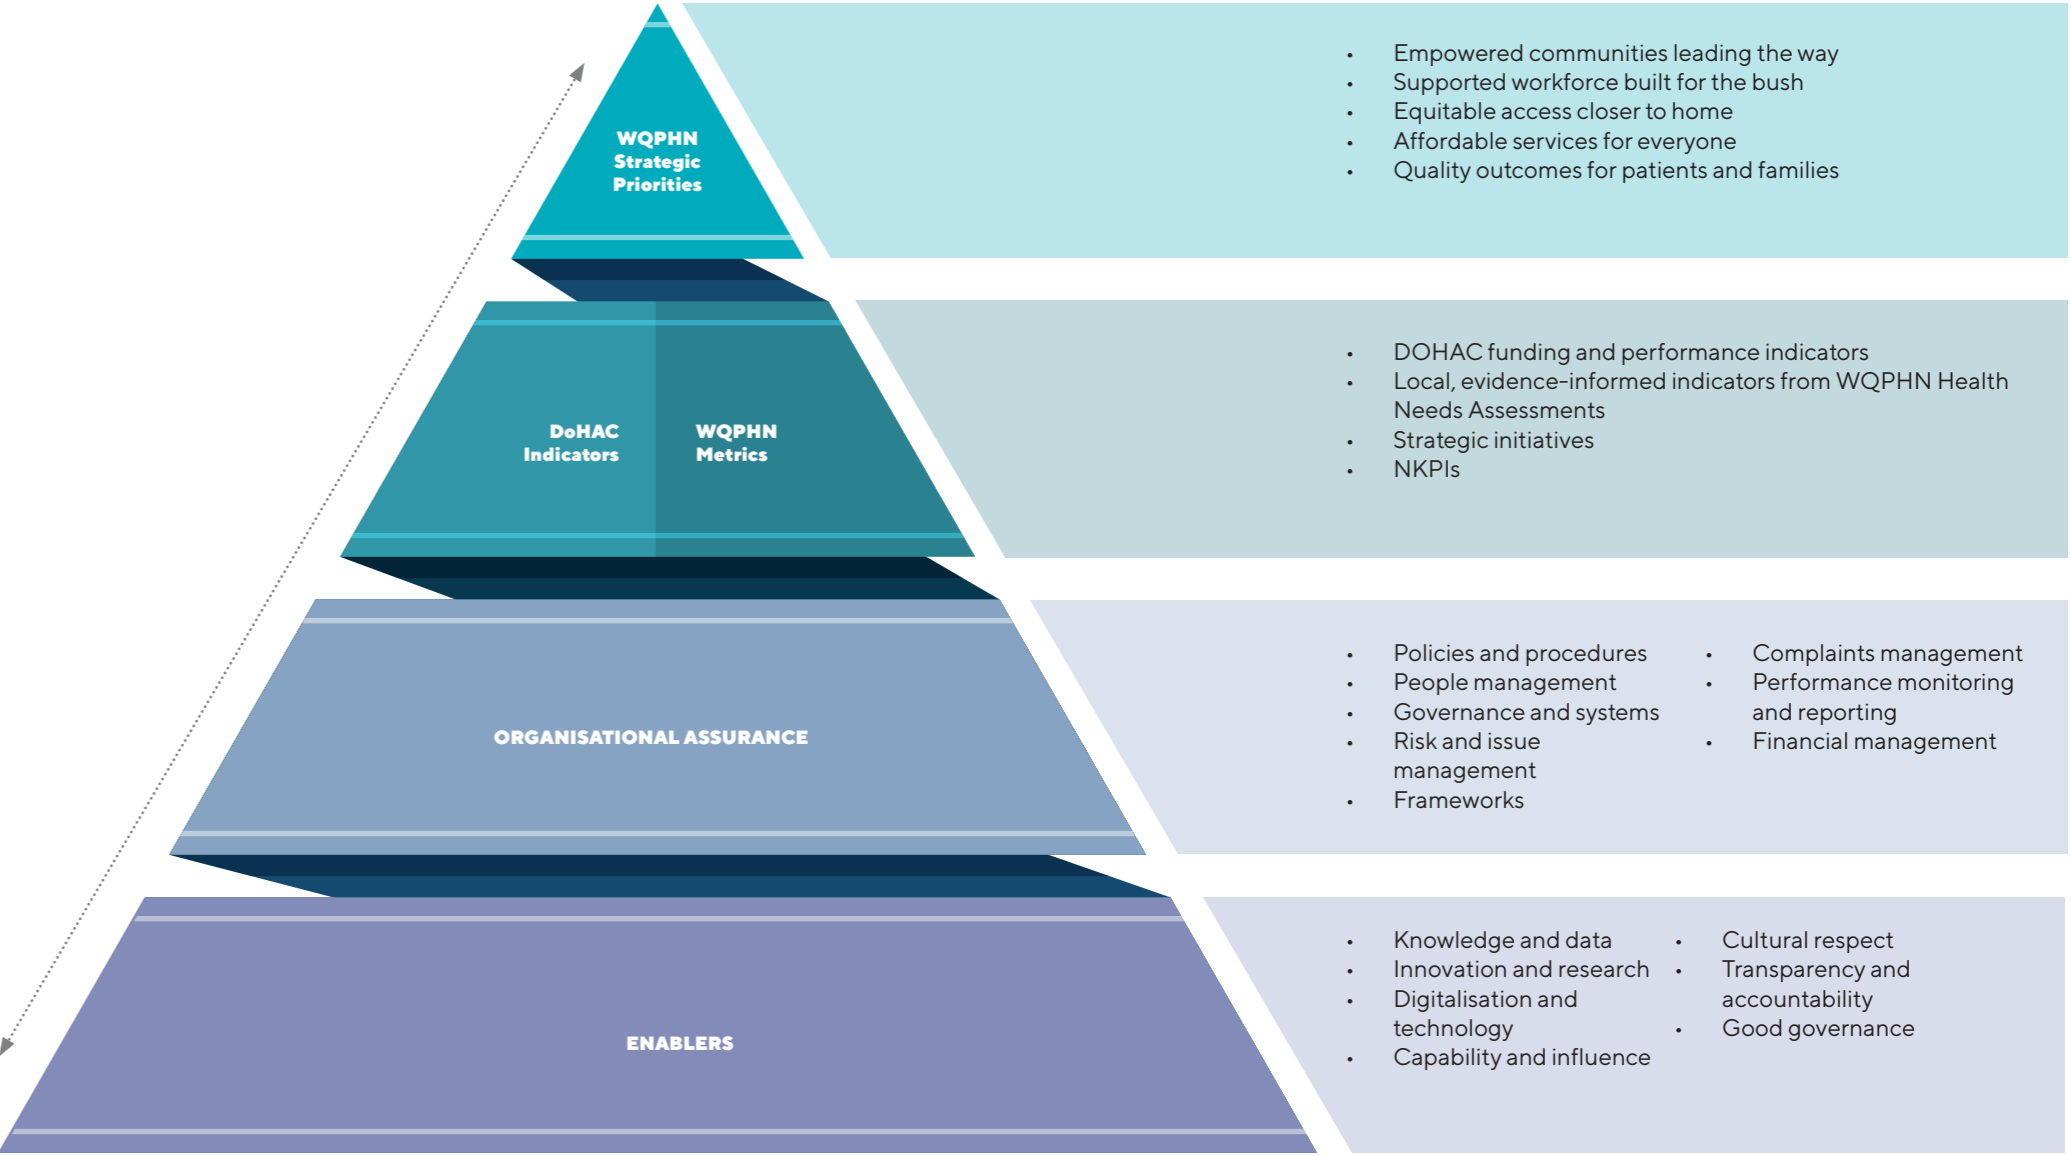 WQPHN
Strategic
Priorities
• Empowered communities leading the way
• Supported workforce built for the bush
• Equitable access closer to home
• Affordable services for everyone
• Quality outcomes for patients and families
DoHAC
Indicators
WQPHN
Metrics
• DOHAC funding and performance indicators
• Local, evidence-informed indicators from WQPHN Health
Needs Assessments
• Strategic initiatives
• NKPIs
ORGANISATIONAL ASSURANCE
• Policies and procedures
• People management
• Governance and systems
• Risk and issue
management
• Frameworks
• Complaints management
• Performance monitoring
and reporting
• Financial management
ENABLERS
• Knowledge and data
• Innovation and research
• Digitalisation and
technology
• Capability and influence
• Cultural respect
• Transparency and
accountability
• Good governance